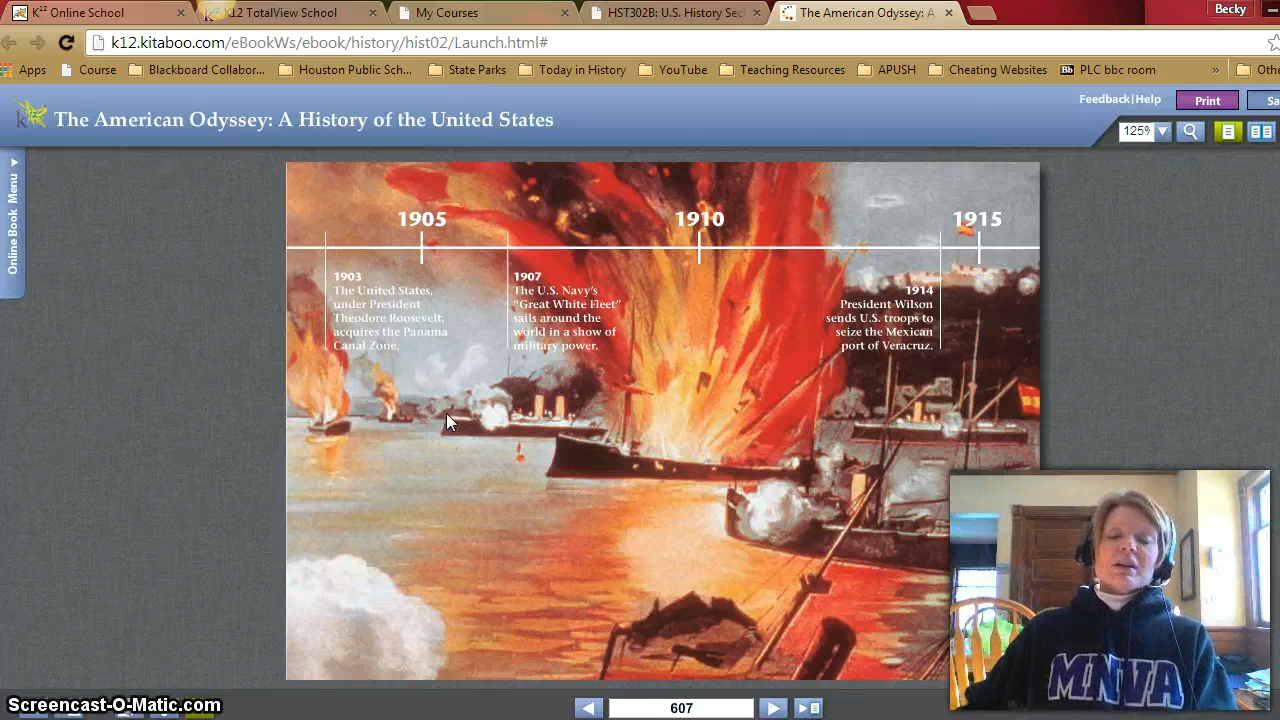 K¹² Online School
K12 TotalView School
My Courses
HST302B: U.S. History Sec
The American Odyssey: A
Becky
k12.kitaboo.com/eBookWs/ebook/history/hist02/Launch.html#
Apps
Course
Blackboard Collabor...
Houston Public Sch...
State Parks
Today in History
YouTube
Teaching Resources
APUSH
Cheating Websites
Bb PLC bbc room
»
Othe
Feedback|Help
Print
Sa
The American Odyssey: A History of the United States
125%
Online Book Menu
1905
1910
1915
1903
The United States,
under President
Theodore Roosevelt,
acquires the Panama
Canal Zone.
1907
The U.S. Navy's
“Great White Fleet”
sails around the
world in a show of
military power.
1914
President Wilson
sends U.S. troops to
seize the Mexican
port of Veracruz.
MNVA
Screencast-O-Matic.com
607